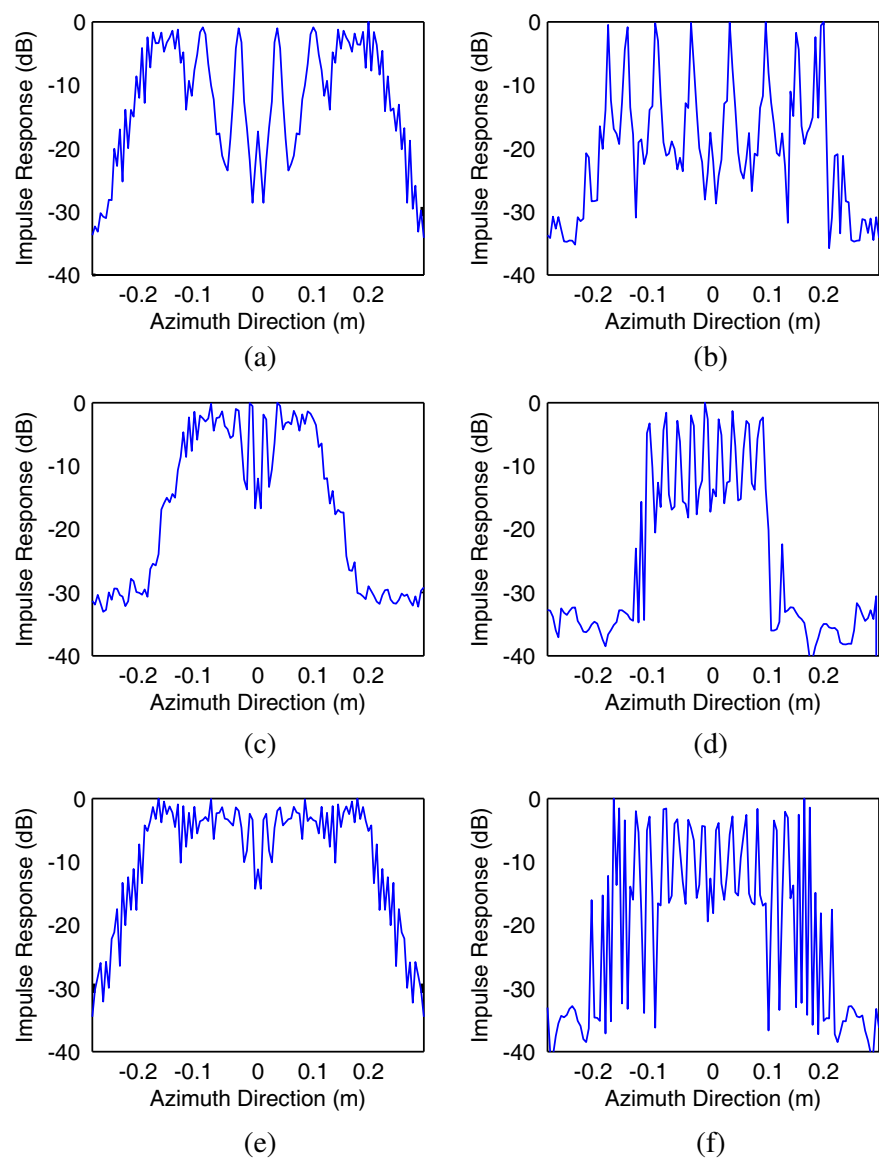 0
-10
-20
-30
-40
Impulse Response (dB)
-0.2 -0.1 0 0.1 0.2
Azimuth Direction (m)
(a)
0
-10
-20
-30
-40
Impulse Response (dB)
-0.2 -0.1 0 0.1 0.2
Azimuth Direction (m)
(b)
0
-10
-20
-30
-40
Impulse Response (dB)
-0.2 -0.1 0 0.1 0.2
Azimuth Direction (m)
(c)
0
-10
-20
-30
-40
Impulse Response (dB)
-0.2 -0.1 0 0.1 0.2
Azimuth Direction (m)
(d)
0
-10
-20
-30
-40
Impulse Response (dB)
-0.2 -0.1 0 0.1 0.2
Azimuth Direction (m)
(e)
0
-10
-20
-30
-40
Impulse Response (dB)
-0.2 -0.1 0 0.1 0.2
Azimuth Direction (m)
(f)